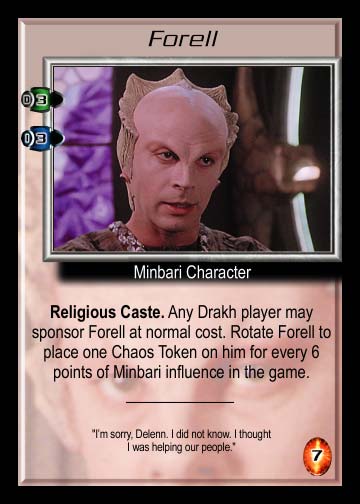 Forell
3
3
Minbari Character
Religious Caste. Any Drakh player may
sponsor Forell at normal cost. Rotate Forell to
place one Chaos Token on him for every 6
points of Minbari influence in the game.
"I'm sorry, Delenn. I did not know. I thought
I was helping our people."
7